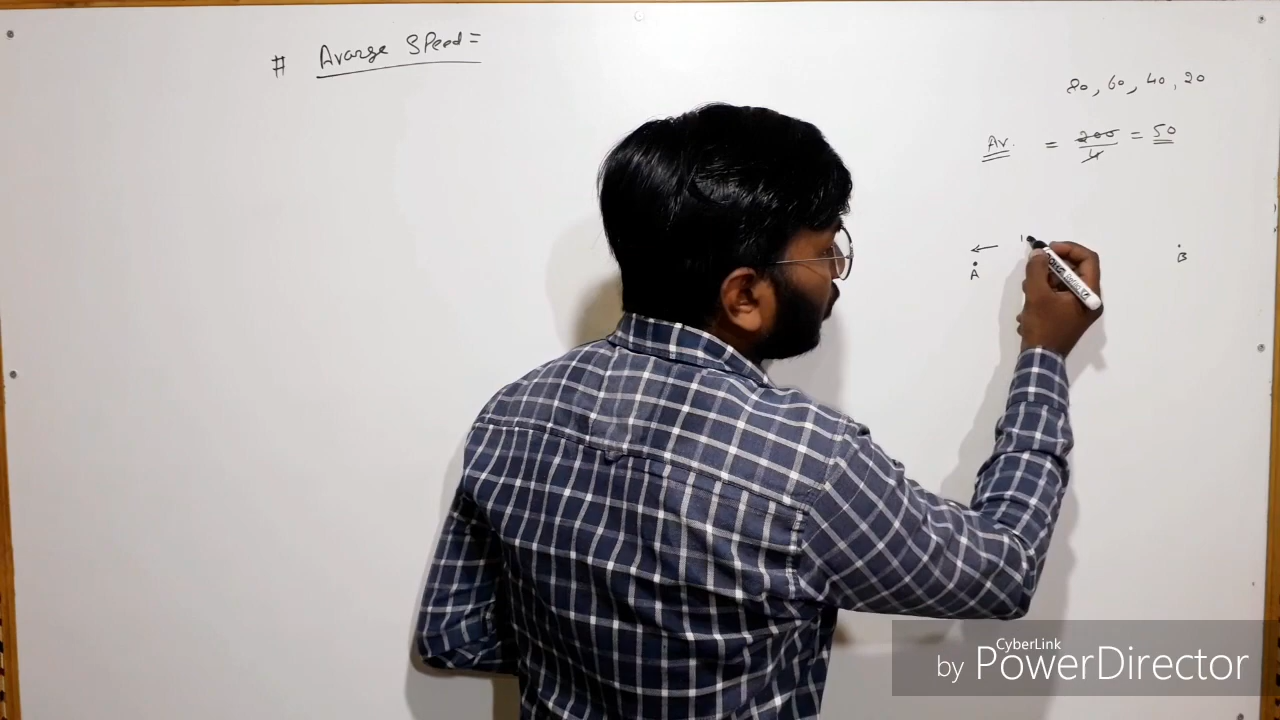 # Avarge Speed =
80, 60, 40, 20
Av. = 200/4 = 50
←
A
B
CyberLink
by PowerDirector